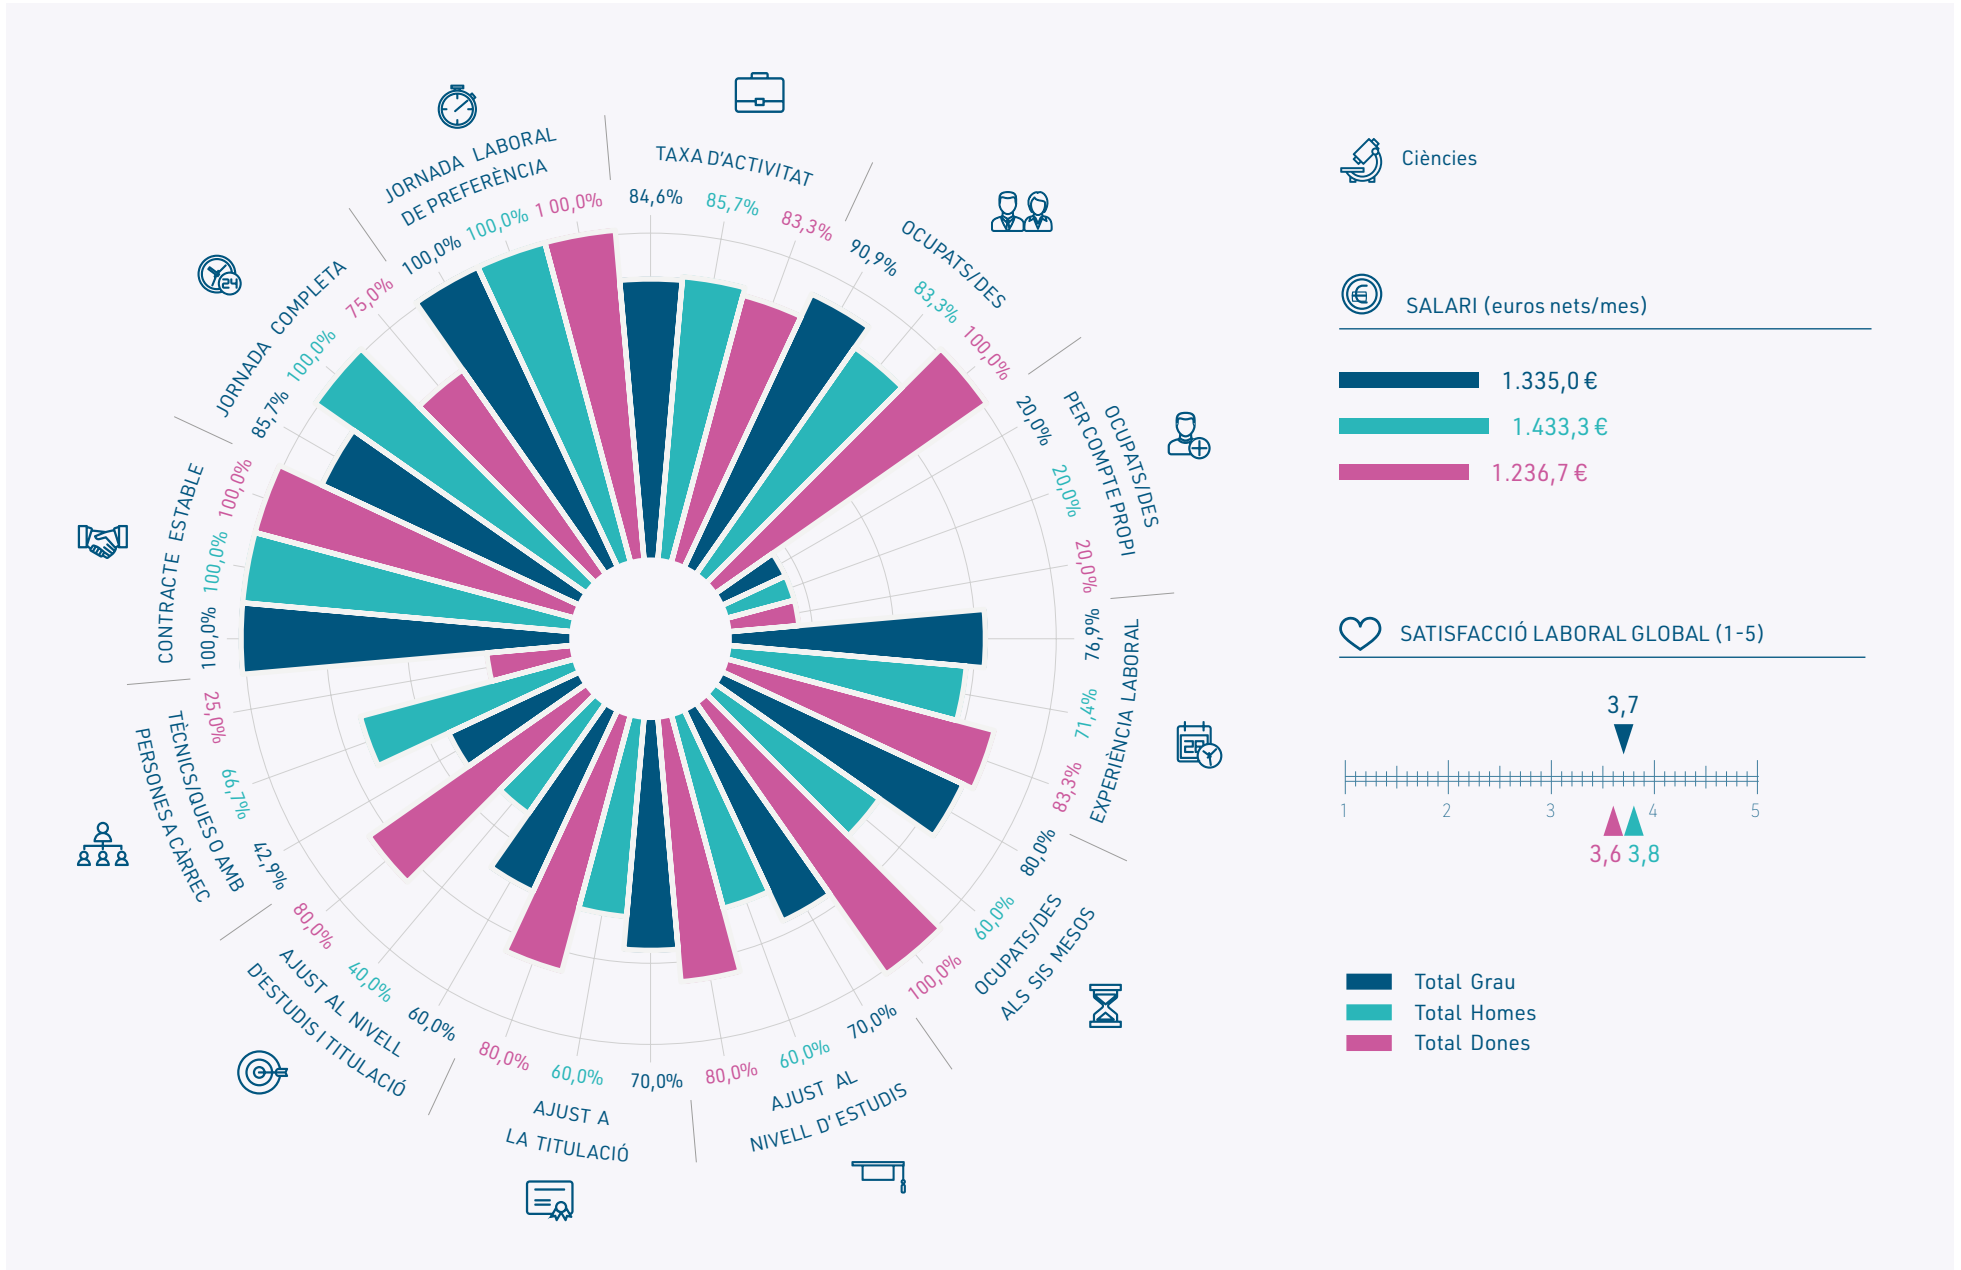 TAXA D'ACTIVITAT
84,6%
85,7%
83,3%
OCUPATS/DES
90,9%
83,3%
100,0%
OCUPATS/DES
PER COMPTE PROPI
20,0%
20,0%
20,0%
EXPERIÈNCIA LABORAL
76,9%
71,4%
83,3%
OCUPATS/DES
ALS SIS MESOS
80,0%
60,0%
100,0%
AJUST AL
NIVELL D'ESTUDIS
70,0%
60,0%
80,0%
AJUST A
LA TITULACIÓ
70,0%
60,0%
80,0%
AJUST AL NIVELL
D'ESTUDIS I TITULACIÓ
60,0%
40,0%
80,0%
TÈCNICS/QUES O AMB
PERSONES A CÀRREC
42,9%
66,7%
25,0%
CONTRACTE ESTABLE
100,0%
100,0%
100,0%
JORNADA COMPLETA
85,7%
100,0%
75,0%
24
JORNADA LABORAL
DE PREFERÈNCIA
100,0%
100,0%
1 00,0%
Ciències
€
SALARI (euros nets/mes)
1.335,0 €
1.433,3 €
1.236,7 €
SATISFACCIÓ LABORAL GLOBAL (1-5)
3,7
1 2 3 4 5
3,6 3,8
Total Grau
Total Homes
Total Dones